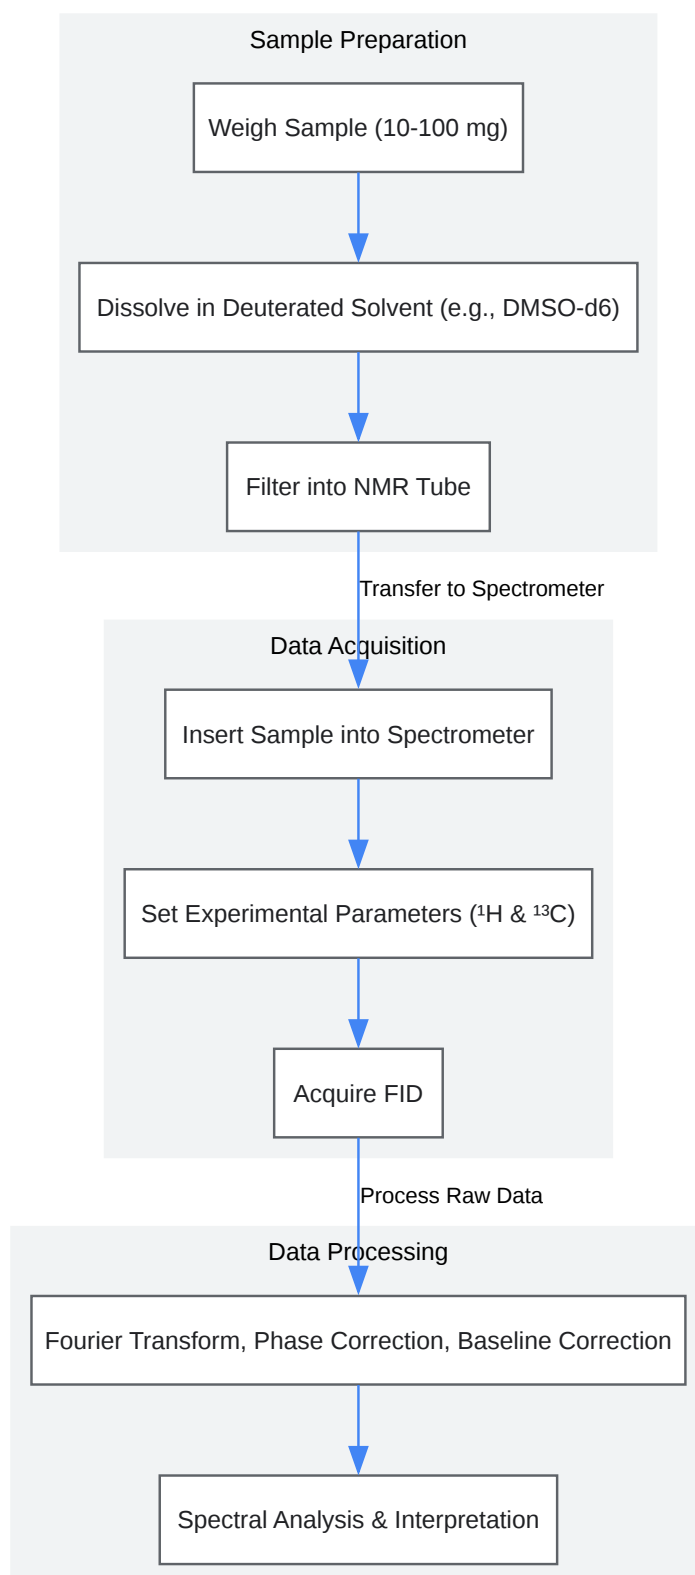 Sample Preparation
Weigh Sample (10-100 mg)
Dissolve in Deuterated Solvent (e.g., DMSO-d6)
Filter into NMR Tube
Transfer to Spectrometer
Data Acquisition
Insert Sample into Spectrometer
Set Experimental Parameters (¹H & ¹³C)
Acquire FID
Process Raw Data
Data Processing
Fourier Transform, Phase Correction, Baseline Correction
Spectral Analysis & Interpretation